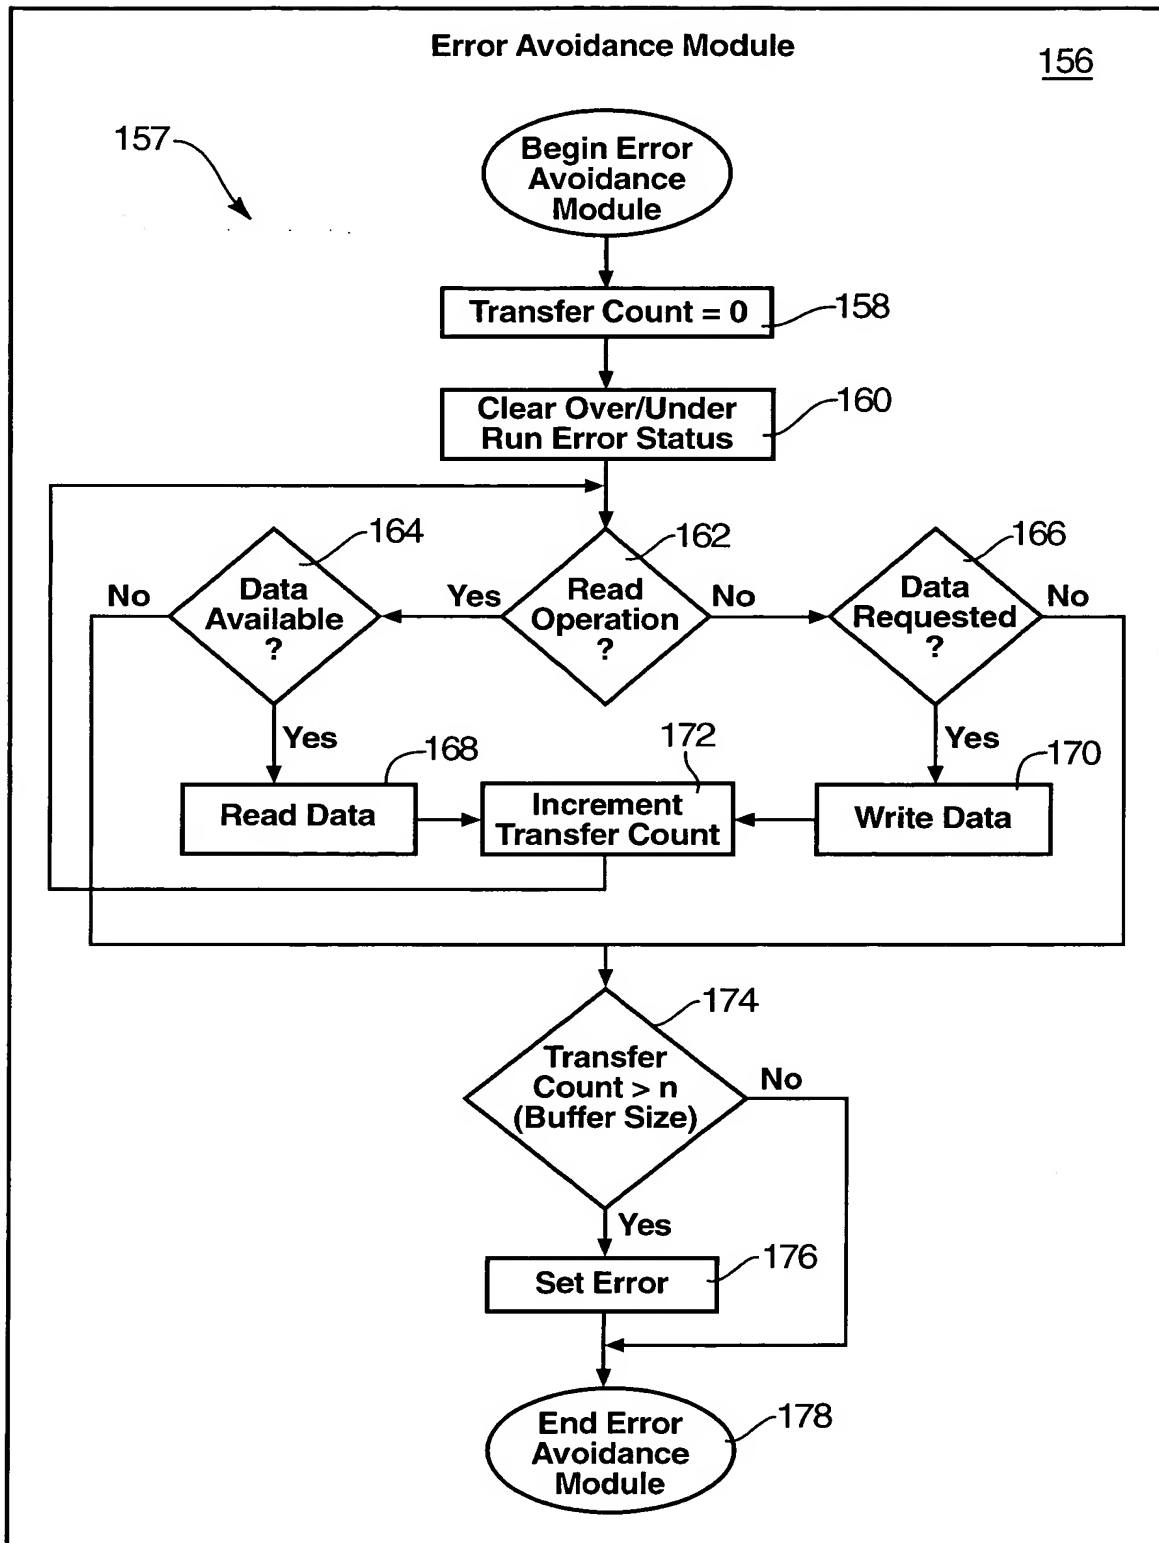 Error Avoidance Module
156
157
Begin Error
Avoidance
Module
Transfer Count = 0
158
Clear Over/Under
Run Error Status
160
164
162
166
No
Data
Available
?
Yes
Read
Operation
?
No
Data
Requested
?
No
Yes
168
172
Yes
170
Read Data
Increment
Transfer Count
Write Data
174
Transfer
Count > n
(Buffer Size)
No
Yes
176
Set Error
End Error
Avoidance
Module
178